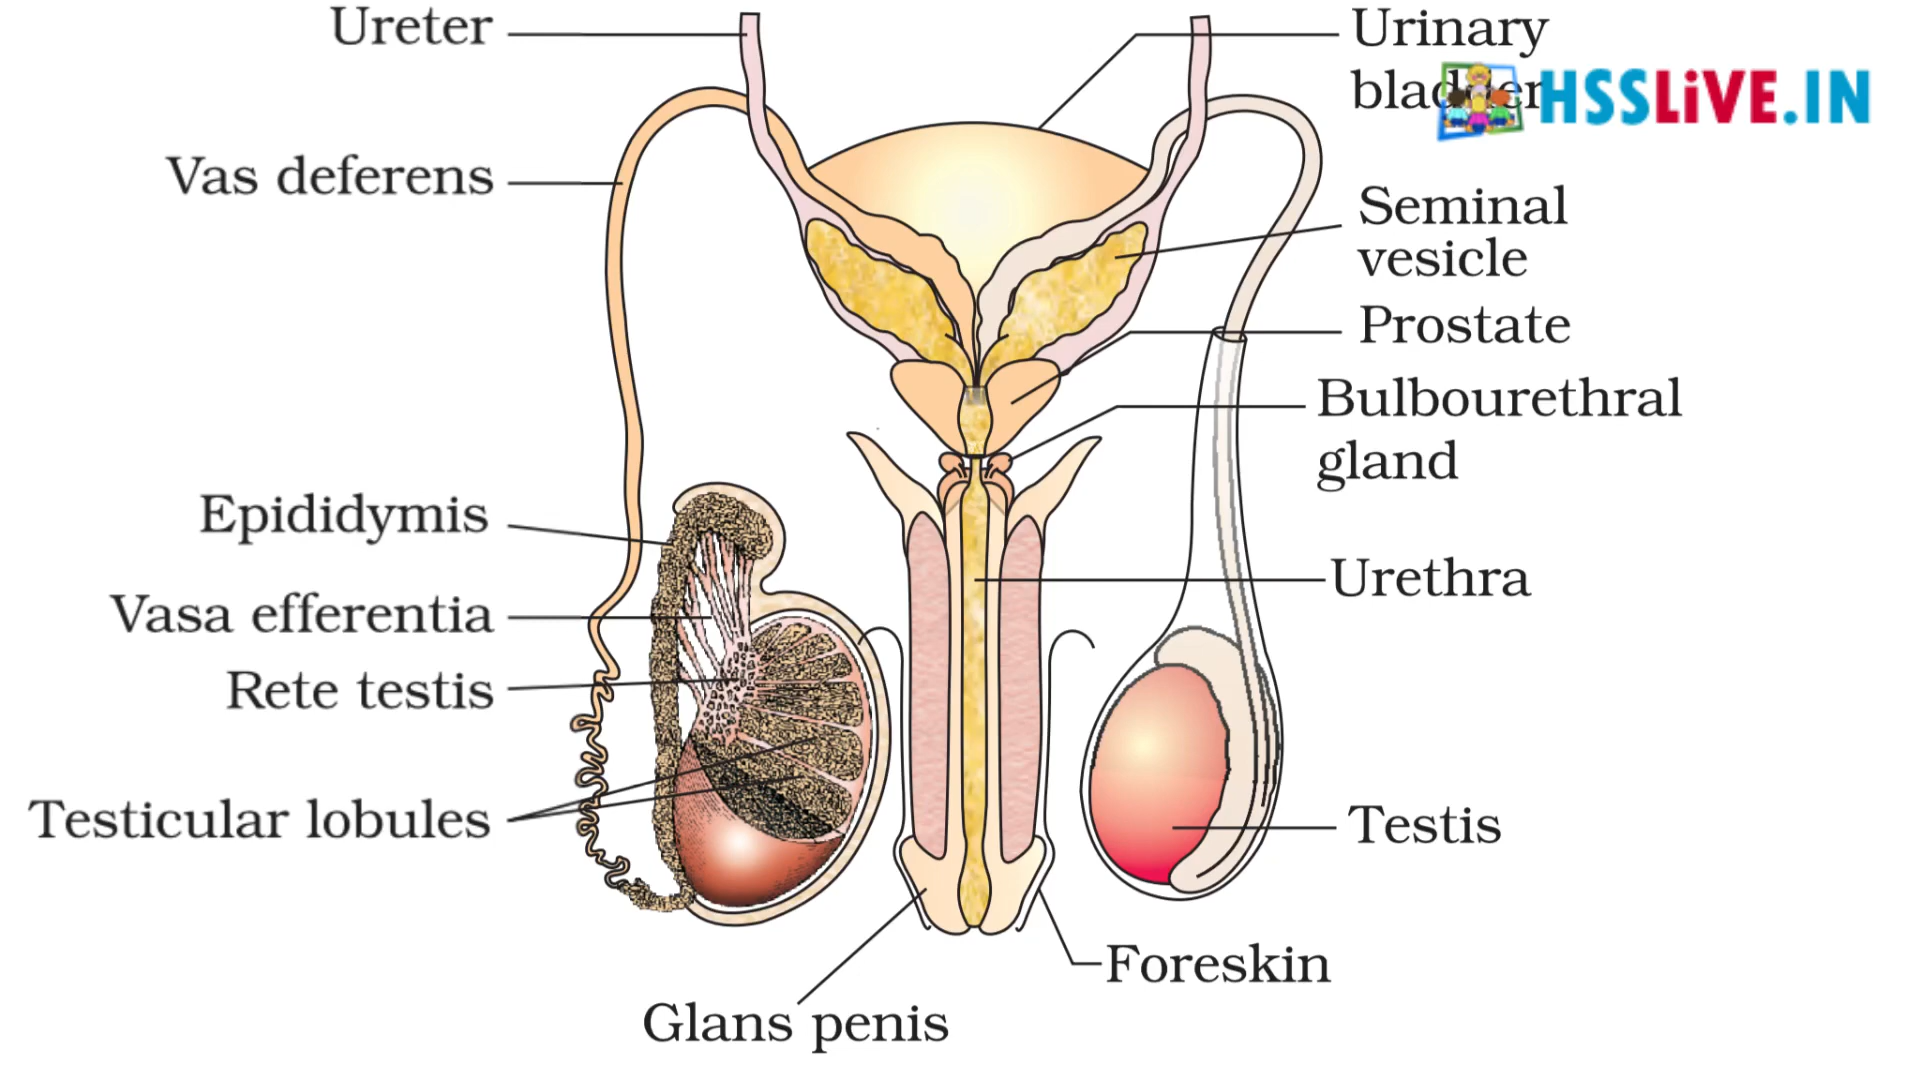 Ureter
Urinary
bladder
HSSLiVE.IN
Vas deferens
Seminal
vesicle
Prostate
Bulbourethral
gland
Epididymis
Urethra
Vasa efferentia
Rete testis
Testicular lobules
Testis
Foreskin
Glans penis